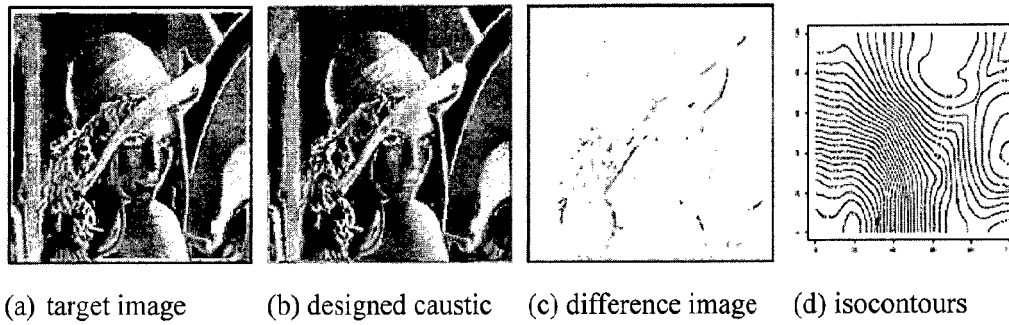 (a) target image (b) designed caustic (c) difference image (d) isocontours